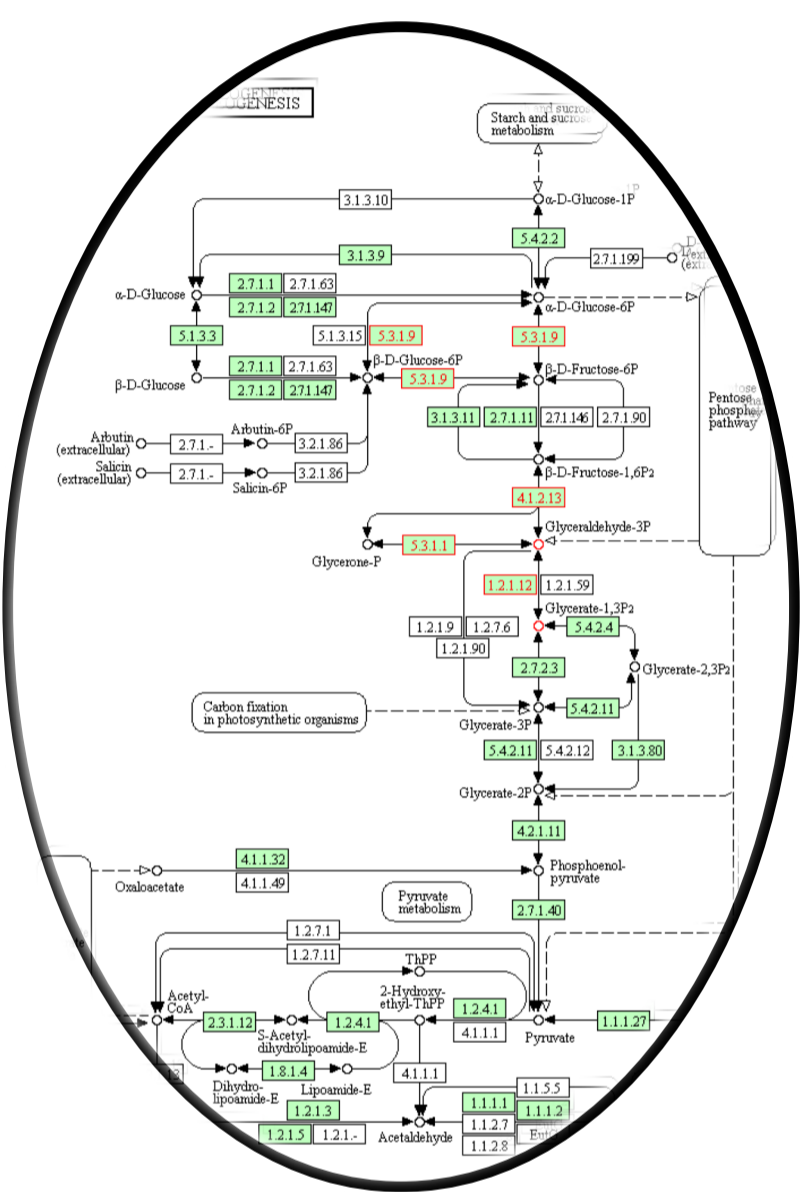 OGENESIS
Starch and sucrose
metabolism
3.1.3.10
α-D-Glucose-1P
5.4.2.2
3.1.3.9
2.7.1.199
α-D-Glucose
2.7.1.1
2.7.1.63
2.7.1.2
2.7.1.147
α-D-Glucose-6P
5.1.3.3
5.1.3.15
5.3.1.9
5.3.1.9
β-D-Glucose-6P
β-D-Glucose
2.7.1.1
2.7.1.63
2.7.1.2
2.7.1.147
5.3.1.9
β-D-Fructose-6P
Pentose
phosphate
pathway
3.1.3.11
2.7.1.11
2.7.1.146
2.7.1.90
Arbutin
(extracellular)
2.7.1.-
Arbutin-6P
3.2.1.86
Salicin
(extracellular)
2.7.1.-
Salicin-6P
3.2.1.86
β-D-Fructose-1,6P2
4.1.2.13
Glyceraldehyde-3P
Glycerone-P
5.3.1.1
1.2.1.12
1.2.1.59
Glycerate-1,3P2
1.2.1.9
1.2.7.6
1.2.1.90
5.4.2.4
2.7.2.3
Glycerate-2,3P2
Carbon fixation
in photosynthetic organisms
Glycerate-3P
5.4.2.11
5.4.2.11
5.4.2.12
3.1.3.80
Glycerate-2P
4.2.1.11
4.1.1.32
4.1.1.49
Oxaloacetate
Phosphoenol-
pyruvate
Pyruvate
metabolism
2.7.1.40
1.2.7.1
1.2.7.11
ThPP
Acetyl-
CoA
2-Hydroxy-
ethyl-ThPP
2.3.1.12
S-Acetyl-
dihydrolipoamide-E
1.2.4.1
1.2.4.1
4.1.1.1
Pyruvate
1.1.1.27
Dihydro-
lipoamide-E
1.8.1.4
Lipoamide-E
4.1.1.1
1.1.5.5
1.2.1.3
1.1.1.1
1.1.1.2
1.2.1.5
1.2.1.-
Acetaldehyde
1.1.2.7
1.1.2.8